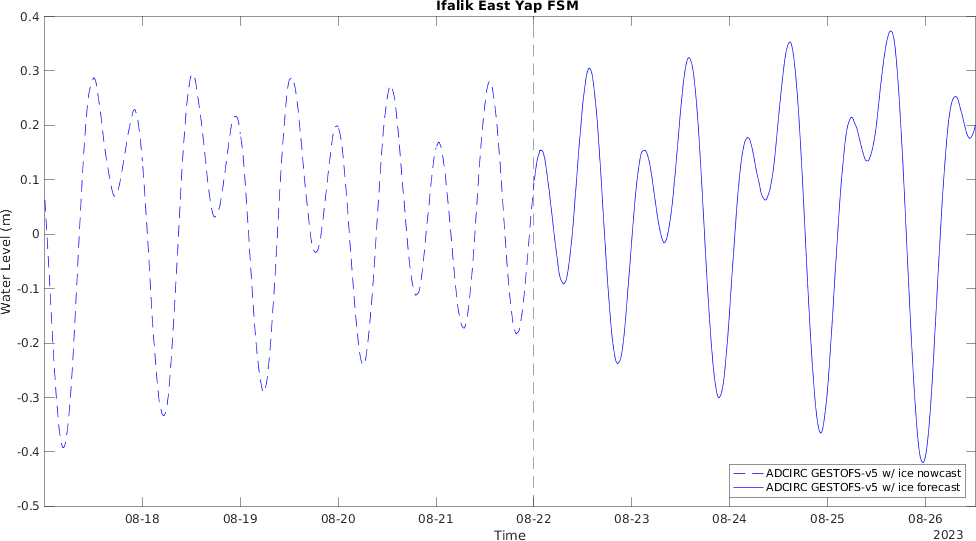 Ifalik East Yap FSM
0.4
0.3
0.2
0.1
0
-0.1
-0.2
-0.3
-0.4
-0.5
Water Level (m)
ADCIRC GESTOFS-v5 w/ ice nowcast
ADCIRC GESTOFS-v5 w/ ice forecast
08-18 08-19 08-20 08-21 08-22 08-23 08-24 08-25 08-26
Time
2023